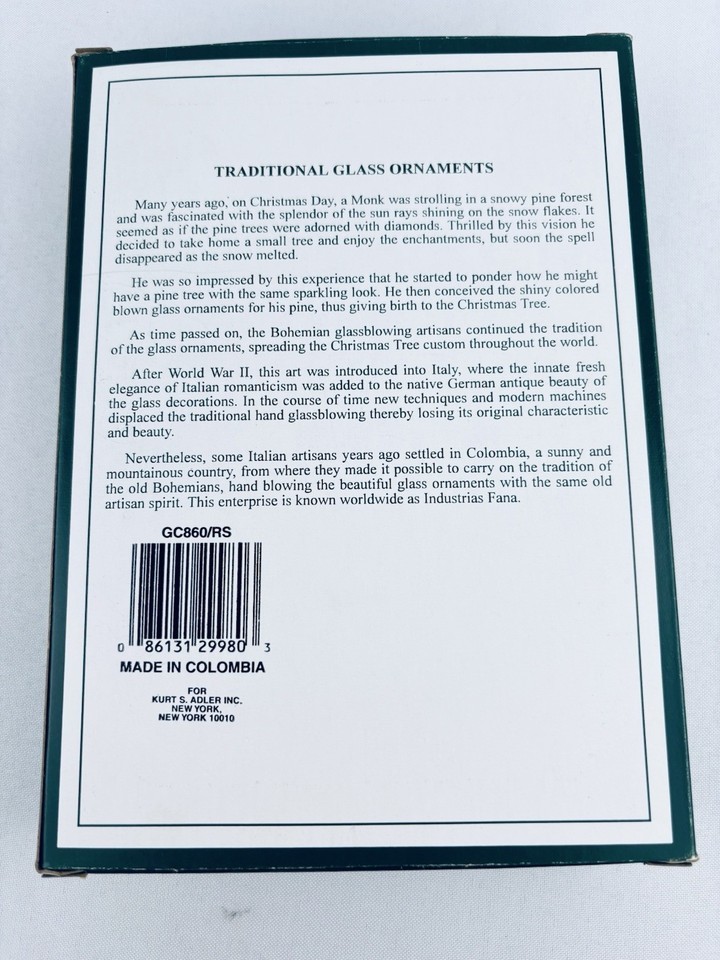 TRADITIONAL GLASS ORNAMENTS
Many years ago, on Christmas Day, a Monk was strolling in a snowy pine forest
and was fascinated with the splendor of the sun rays shining on the snow flakes. It
seemed as if the pine trees were adorned with diamonds. Thrilled by this vision he
decided to take home a small tree and enjoy the enchantments, but soon the spell
disappeared as the snow melted.
He was so impressed by this experience that he started to ponder how he might
have a pine tree with the same sparkling look. He then conceived the shiny colored
blown glass ornaments for his pine, thus giving birth to the Christmas Tree.
As time passed on, the Bohemian glassblowing artisans continued the tradition
of the glass ornaments, spreading the Christmas Tree custom throughout the world.
After World War II, this art was introduced into Italy, where the innate fresh
elegance of Italian romanticism was added to the native German antique beauty of
the glass decorations. In the course of time new techniques and modern machines
displaced the traditional hand glassblowing thereby losing its original characteristic
and beauty.
Nevertheless, some Italian artisans years ago settled in Colombia, a sunny and
mountainous country, from where they made it possible to carry on the tradition of
the old Bohemians, hand blowing the beautiful glass ornaments with the same old
artisan spirit. This enterprise is known worldwide as Industrias Fana.
GC860/RS
0 86131 29980 3
MADE IN COLOMBIA
FOR
KURT S. ADLER INC.
NEW YORK,
NEW YORK 10010